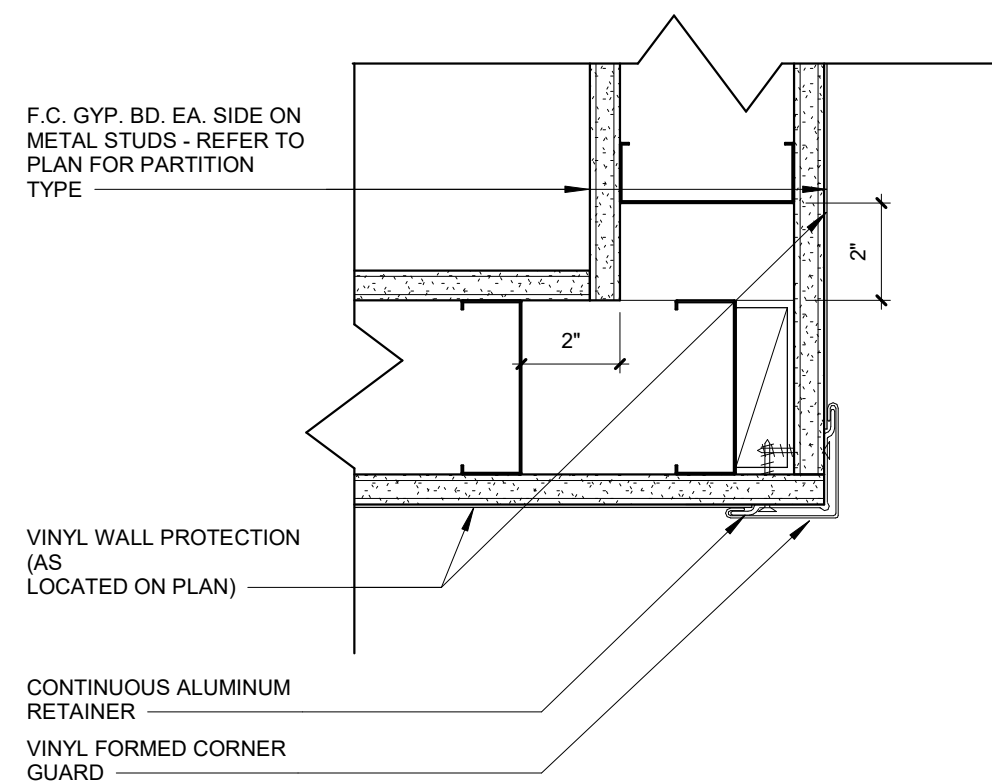 F.C. GYP. BD. EA. SIDE ON
METAL STUDS - REFER TO
PLAN FOR PARTITION
TYPE
2"
2"
VINYL WALL PROTECTION
(AS
LOCATED ON PLAN)
CONTINUOUS ALUMINUM
RETAINER
VINYL FORMED CORNER
GUARD